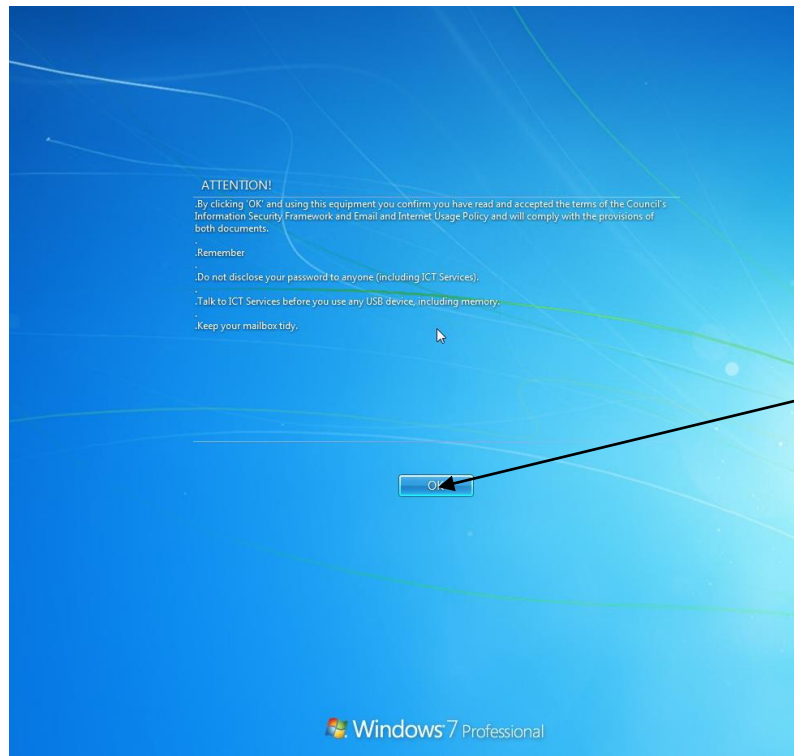 ATTENTION!
.By clicking 'OK' and using this equipment you confirm you have read and accepted the terms of the Council's
Information Security Framework and Email and Internet Usage Policy and will comply with the provisions of
both documents.
.
.Remember
.
.Do not disclose your password to anyone (including ICT Services).
.
.Talk to ICT Services before you use any USB device, including memory.
.
.Keep your mailbox tidy.
OK
Windows 7 Professional